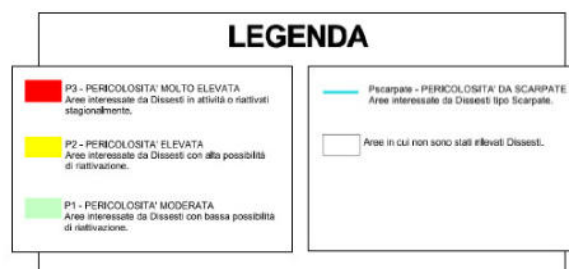 LEGENDA
P3 - PERICOLOSITA' MOLTO ELEVATA
Aree interessate da Dissesti in attività o riattivati
stagionalmente.
P2 - PERICOLOSITA' ELEVATA
Aree interessate da Dissesti con alta possibilità
di riattivazione.
P1 - PERICOLOSITA' MODERATA
Aree interessate da Dissesti con bassa possibilità
di riattivazione.
Pscarpate - PERICOLOSITA' DA SCARPATE
Aree interessate da Dissesti tipo Scarpate.
Aree in cui non sono stati rilevati Dissesti.